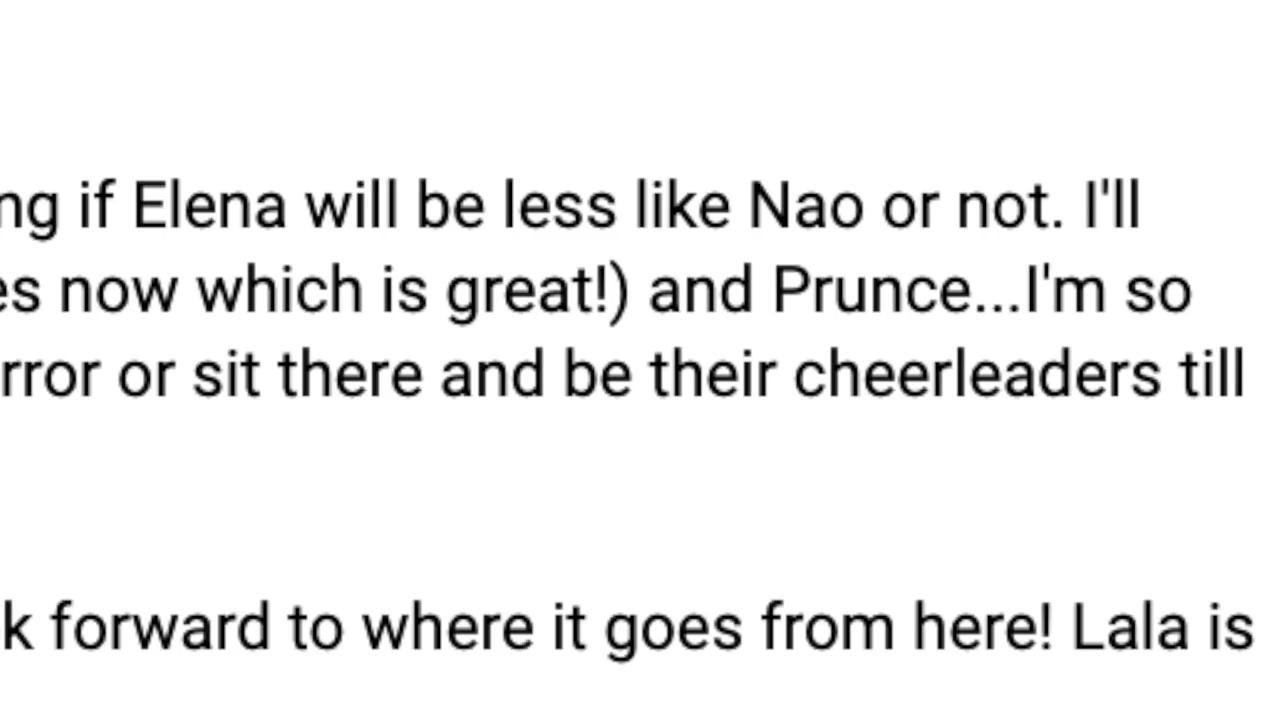 ng if Elena will be less like Nao or not. I'll
es now which is great!) and Prunce...I'm so
rror or sit there and be their cheerleaders till
k forward to where it goes from here! Lala is